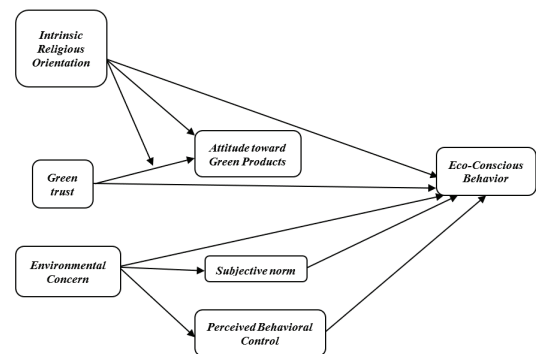 Intrinsic
Religious
Orientation
Attitude toward
Green Products
Eco-Conscious
Behavior
Green
trust
Environmental
Concern
Subjective norm
Perceived Behavioral
Control